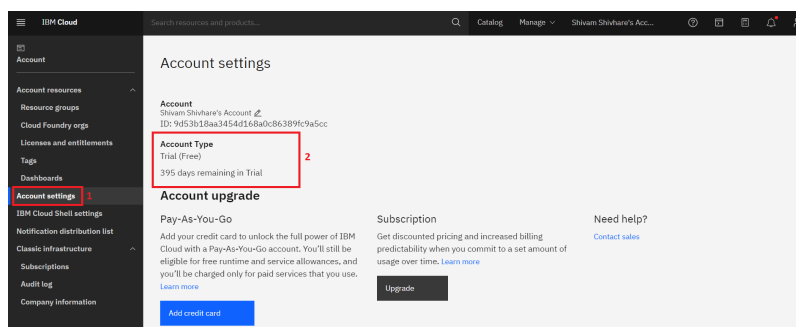 IBM Cloud
Search resources and products...
Catalog
Manage
Shivam Shivhare's Acc...
Account
Account resources
Resource groups
Cloud Foundry orgs
Licenses and entitlements
Tags
Dashboards
Account settings 1
IBM Cloud Shell settings
Notification distribution list
Classic infrastructure
Subscriptions
Audit log
Company information
Account settings
Account
Shivam Shivhare's Account
ID: 9d53b18aa3454d168a0c86389fc9a5cc
Account Type
Trial (Free)
2
395 days remaining in Trial
Account upgrade
Pay-As-You-Go
Add your credit card to unlock the full power of IBM
Cloud with a Pay-As-You-Go account. You'll still be
eligible for free runtime and service allowances, and
you'll be charged only for paid services that you use.
Learn more
Add credit card
Subscription
Get discounted pricing and increased billing
predictability when you commit to a set amount of
usage over time. Learn more
Upgrade
Need help?
Contact sales